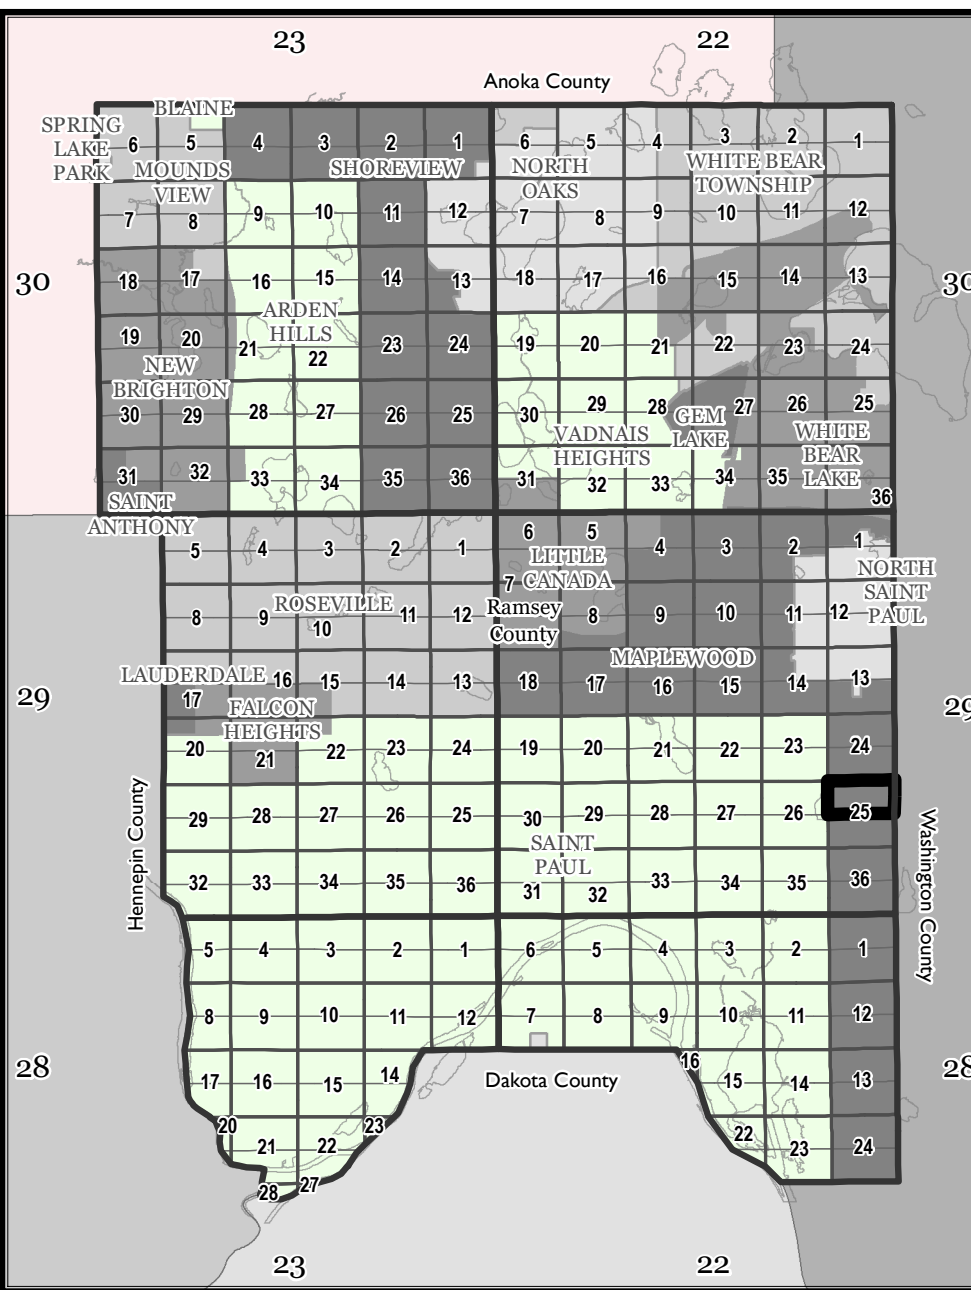 23 22
Anoka County
BLAINE
SPRING
LAKE
PARK
6 5 4 3 2 1 6 5 4 3 2 1
MOUNDS
VIEW
SHOREVIEW
NORTH
OAKS
WHITE BEAR
TOWNSHIP
7 8 9 10 11 12 7 8 9 10 11 12
30 18 17 16 15 14 13 18 17 16 15 14 13 30
ARDEN
HILLS
19 20 21 22 23 24 19 20 21 22 23 24
NEW
BRIGHTON
30 29 28 27 26 25 30 29 28 27 26 25
GEM
LAKE
VADNAIS
HEIGHTS
WHITE
BEAR
LAKE
31 32 33 34 35 36 31 32 33 34 35 36
SAINT
ANTHONY
5 4 3 2 1 6 5 4 3 2 1
LITTLE
CANADA
NORTH
SAINT
PAUL
8 9 10 11 12 7 8 9 10 11 12
ROSEVILLE
Ramsey
County
MAPLEWOOD
LAUDERDALE
29 17 16 15 14 13 18 17 16 15 14 13 29
FALCON
HEIGHTS
20 21 22 23 24 19 20 21 22 23 24
29 28 27 26 25 30 29 28 27 26 25
Hennepin County
Washington County
SAINT
PAUL
32 33 34 35 36 31 32 33 34 35 36
5 4 3 2 1 6 5 4 3 2 1
8 9 10 11 12 7 8 9 10 11 12
28 17 16 15 14 16 15 14 13 28
Dakota County
20 21 22 23 22 23 24
28 27
23 22